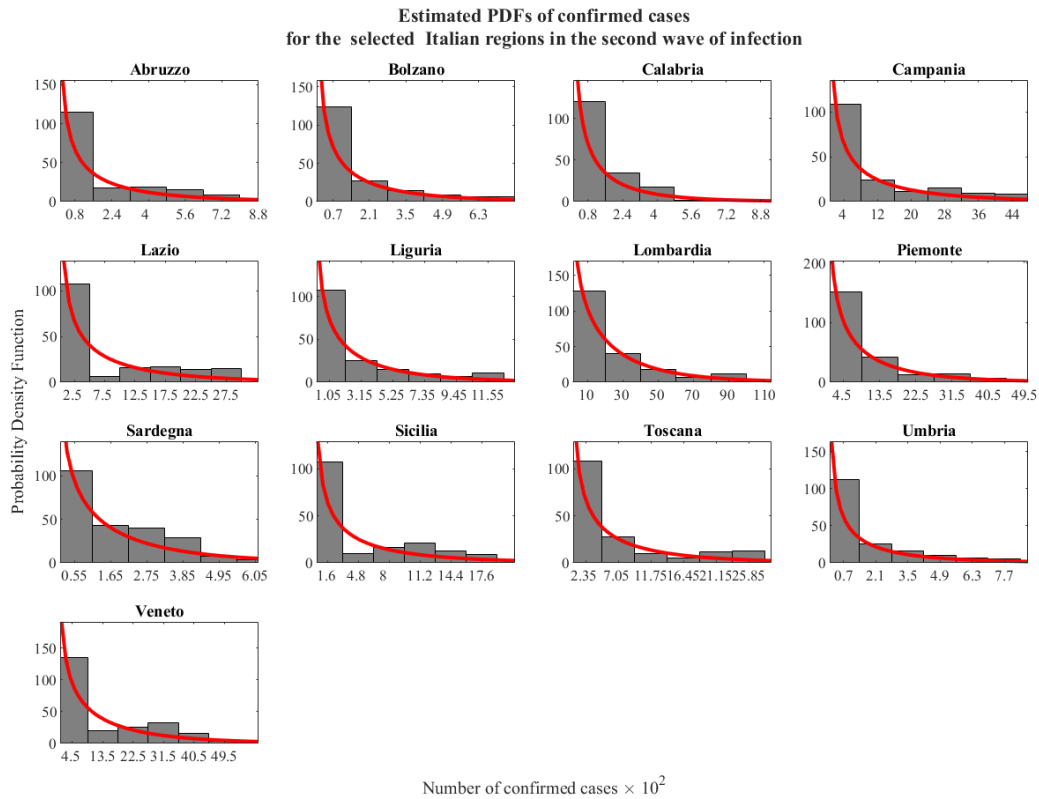 Estimated PDFs of confirmed cases
for the selected Italian regions in the second wave of infection
Probability Density Function
Abruzzo
150
100
50
0
0.8 2.4 4 5.6 7.2 8.8
Bolzano
150
100
50
0
0.7 2.1 3.5 4.9 6.3
Calabria
150
100
50
0
0.8 2.4 4 5.6 7.2 8.8
Campania
100
50
0
4 12 20 28 36 44
Lazio
100
50
0
2.5 7.5 12.5 17.5 22.5 27.5
Liguria
100
50
0
1.05 3.15 5.25 7.35 9.45 11.55
Lombardia
150
100
50
0
10 30 50 70 90 110
Piemonte
200
100
0
4.5 13.5 22.5 31.5 40.5 49.5
Sardegna
100
50
0
0.55 1.65 2.75 3.85 4.95 6.05
Sicilia
100
50
0
1.6 4.8 8 11.2 14.4 17.6
Toscana
100
50
0
2.35 7.05 11.75 16.45 21.15 25.85
Umbria
150
100
50
0
0.7 2.1 3.5 4.9 6.3 7.7
Veneto
150
100
50
0
4.5 13.5 22.5 31.5 40.5 49.5
Number of confirmed cases × 10²